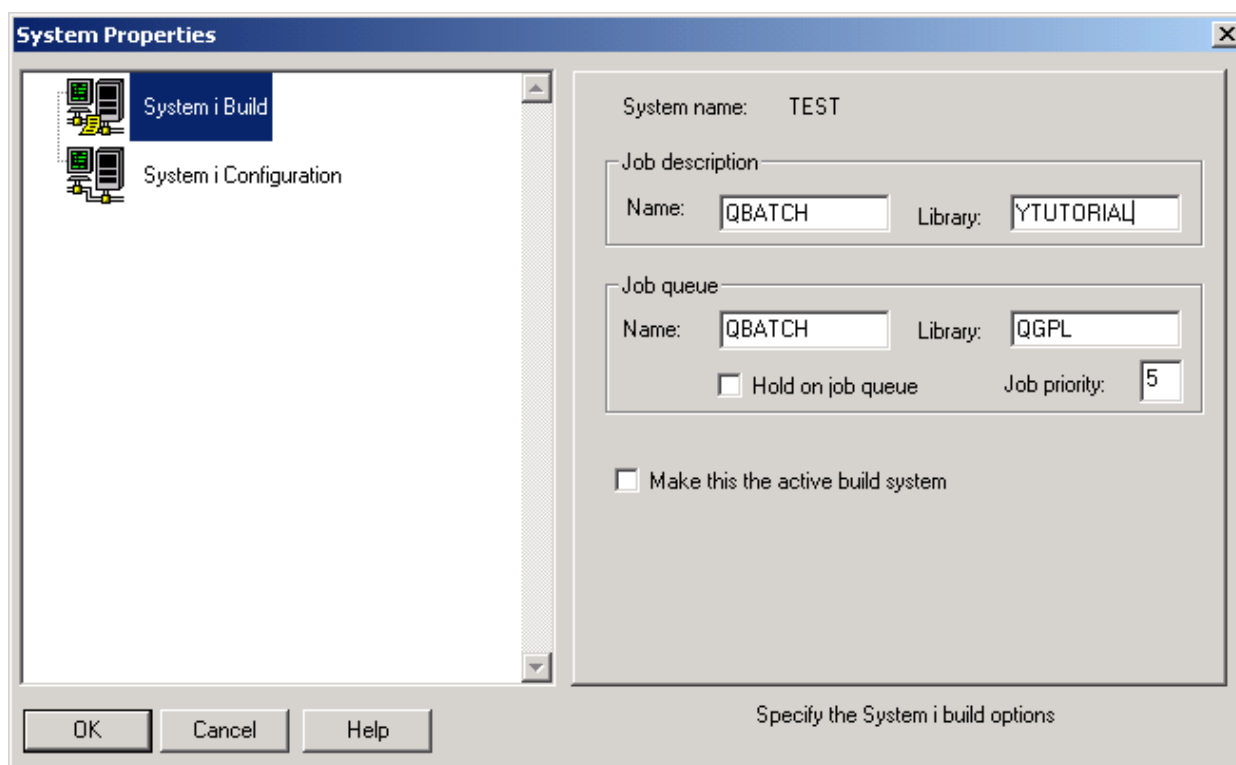 System Properties
System i Build
System i Configuration
System name: TEST
Job description
Name: QBATCH Library: YTUTORIAL
Job queue
Name: QBATCH Library: QGPL
Hold on job queue Job priority: 5
Make this the active build system
Specify the System i build options
OK Cancel Help